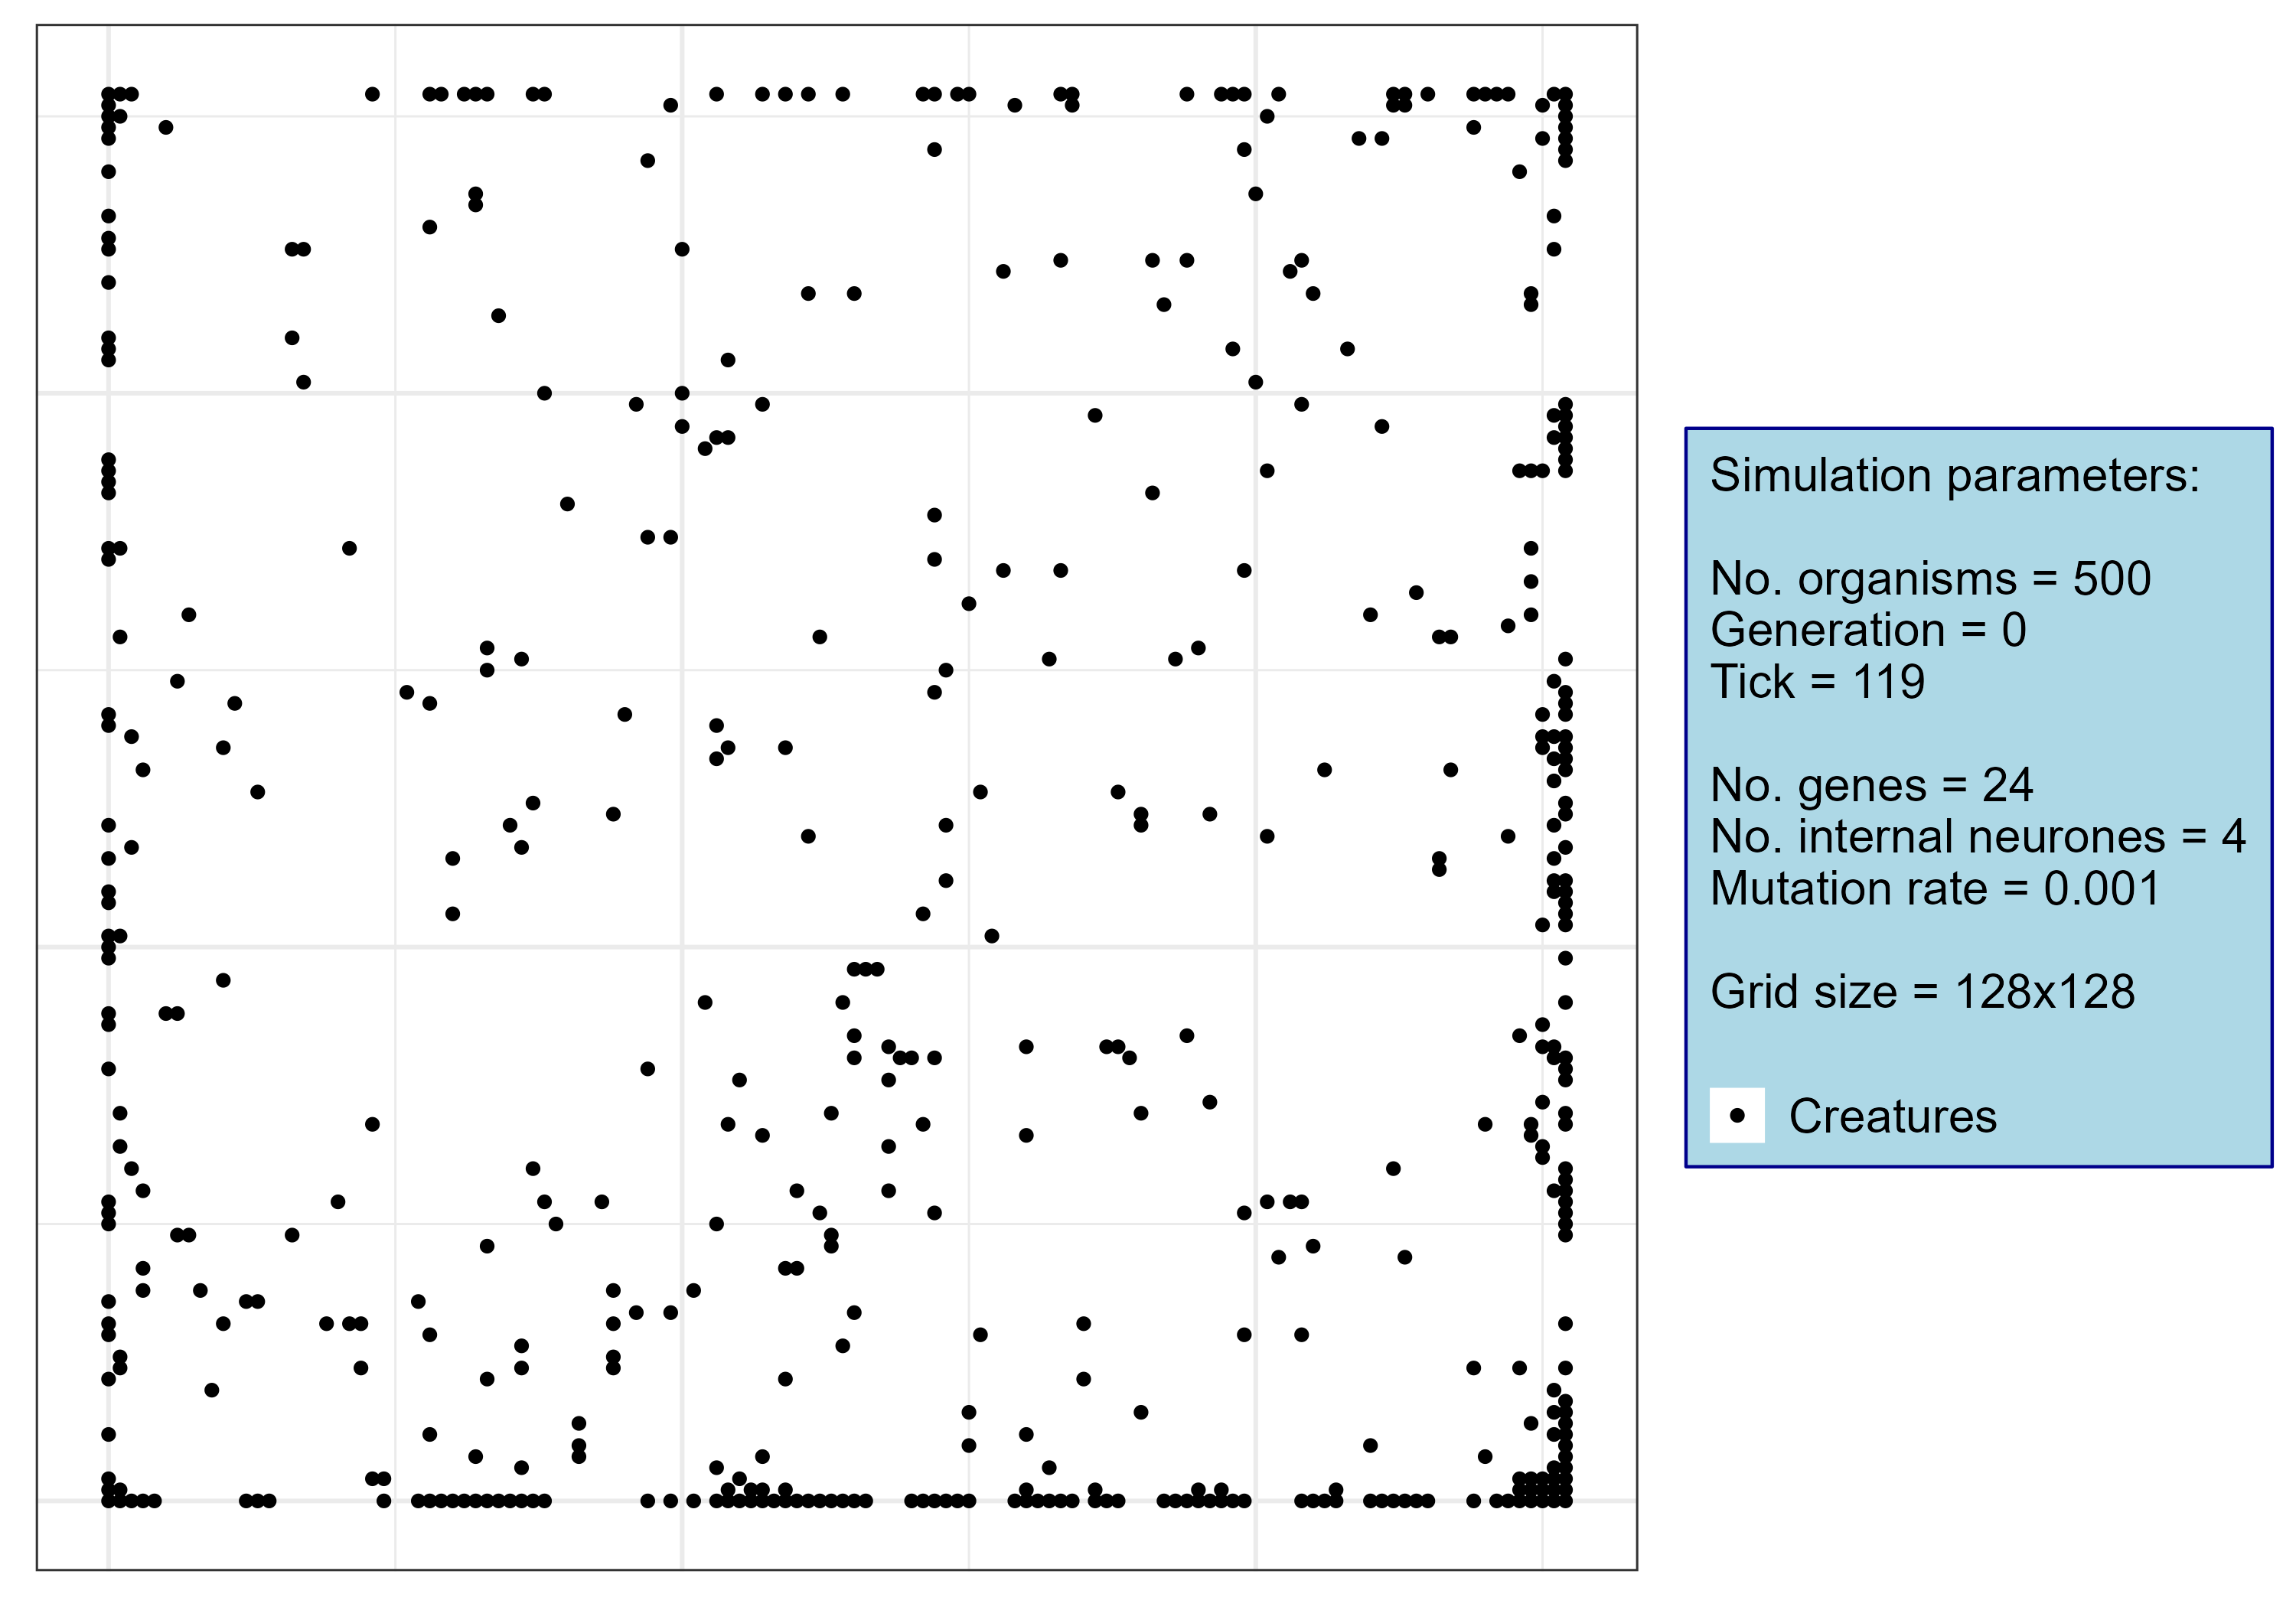 Simulation parameters:
No. organisms = 500
Generation = 0
Tick = 119
No. genes = 24
No. internal neurones = 4
Mutation rate = 0.001
Grid size = 128x128
Creatures